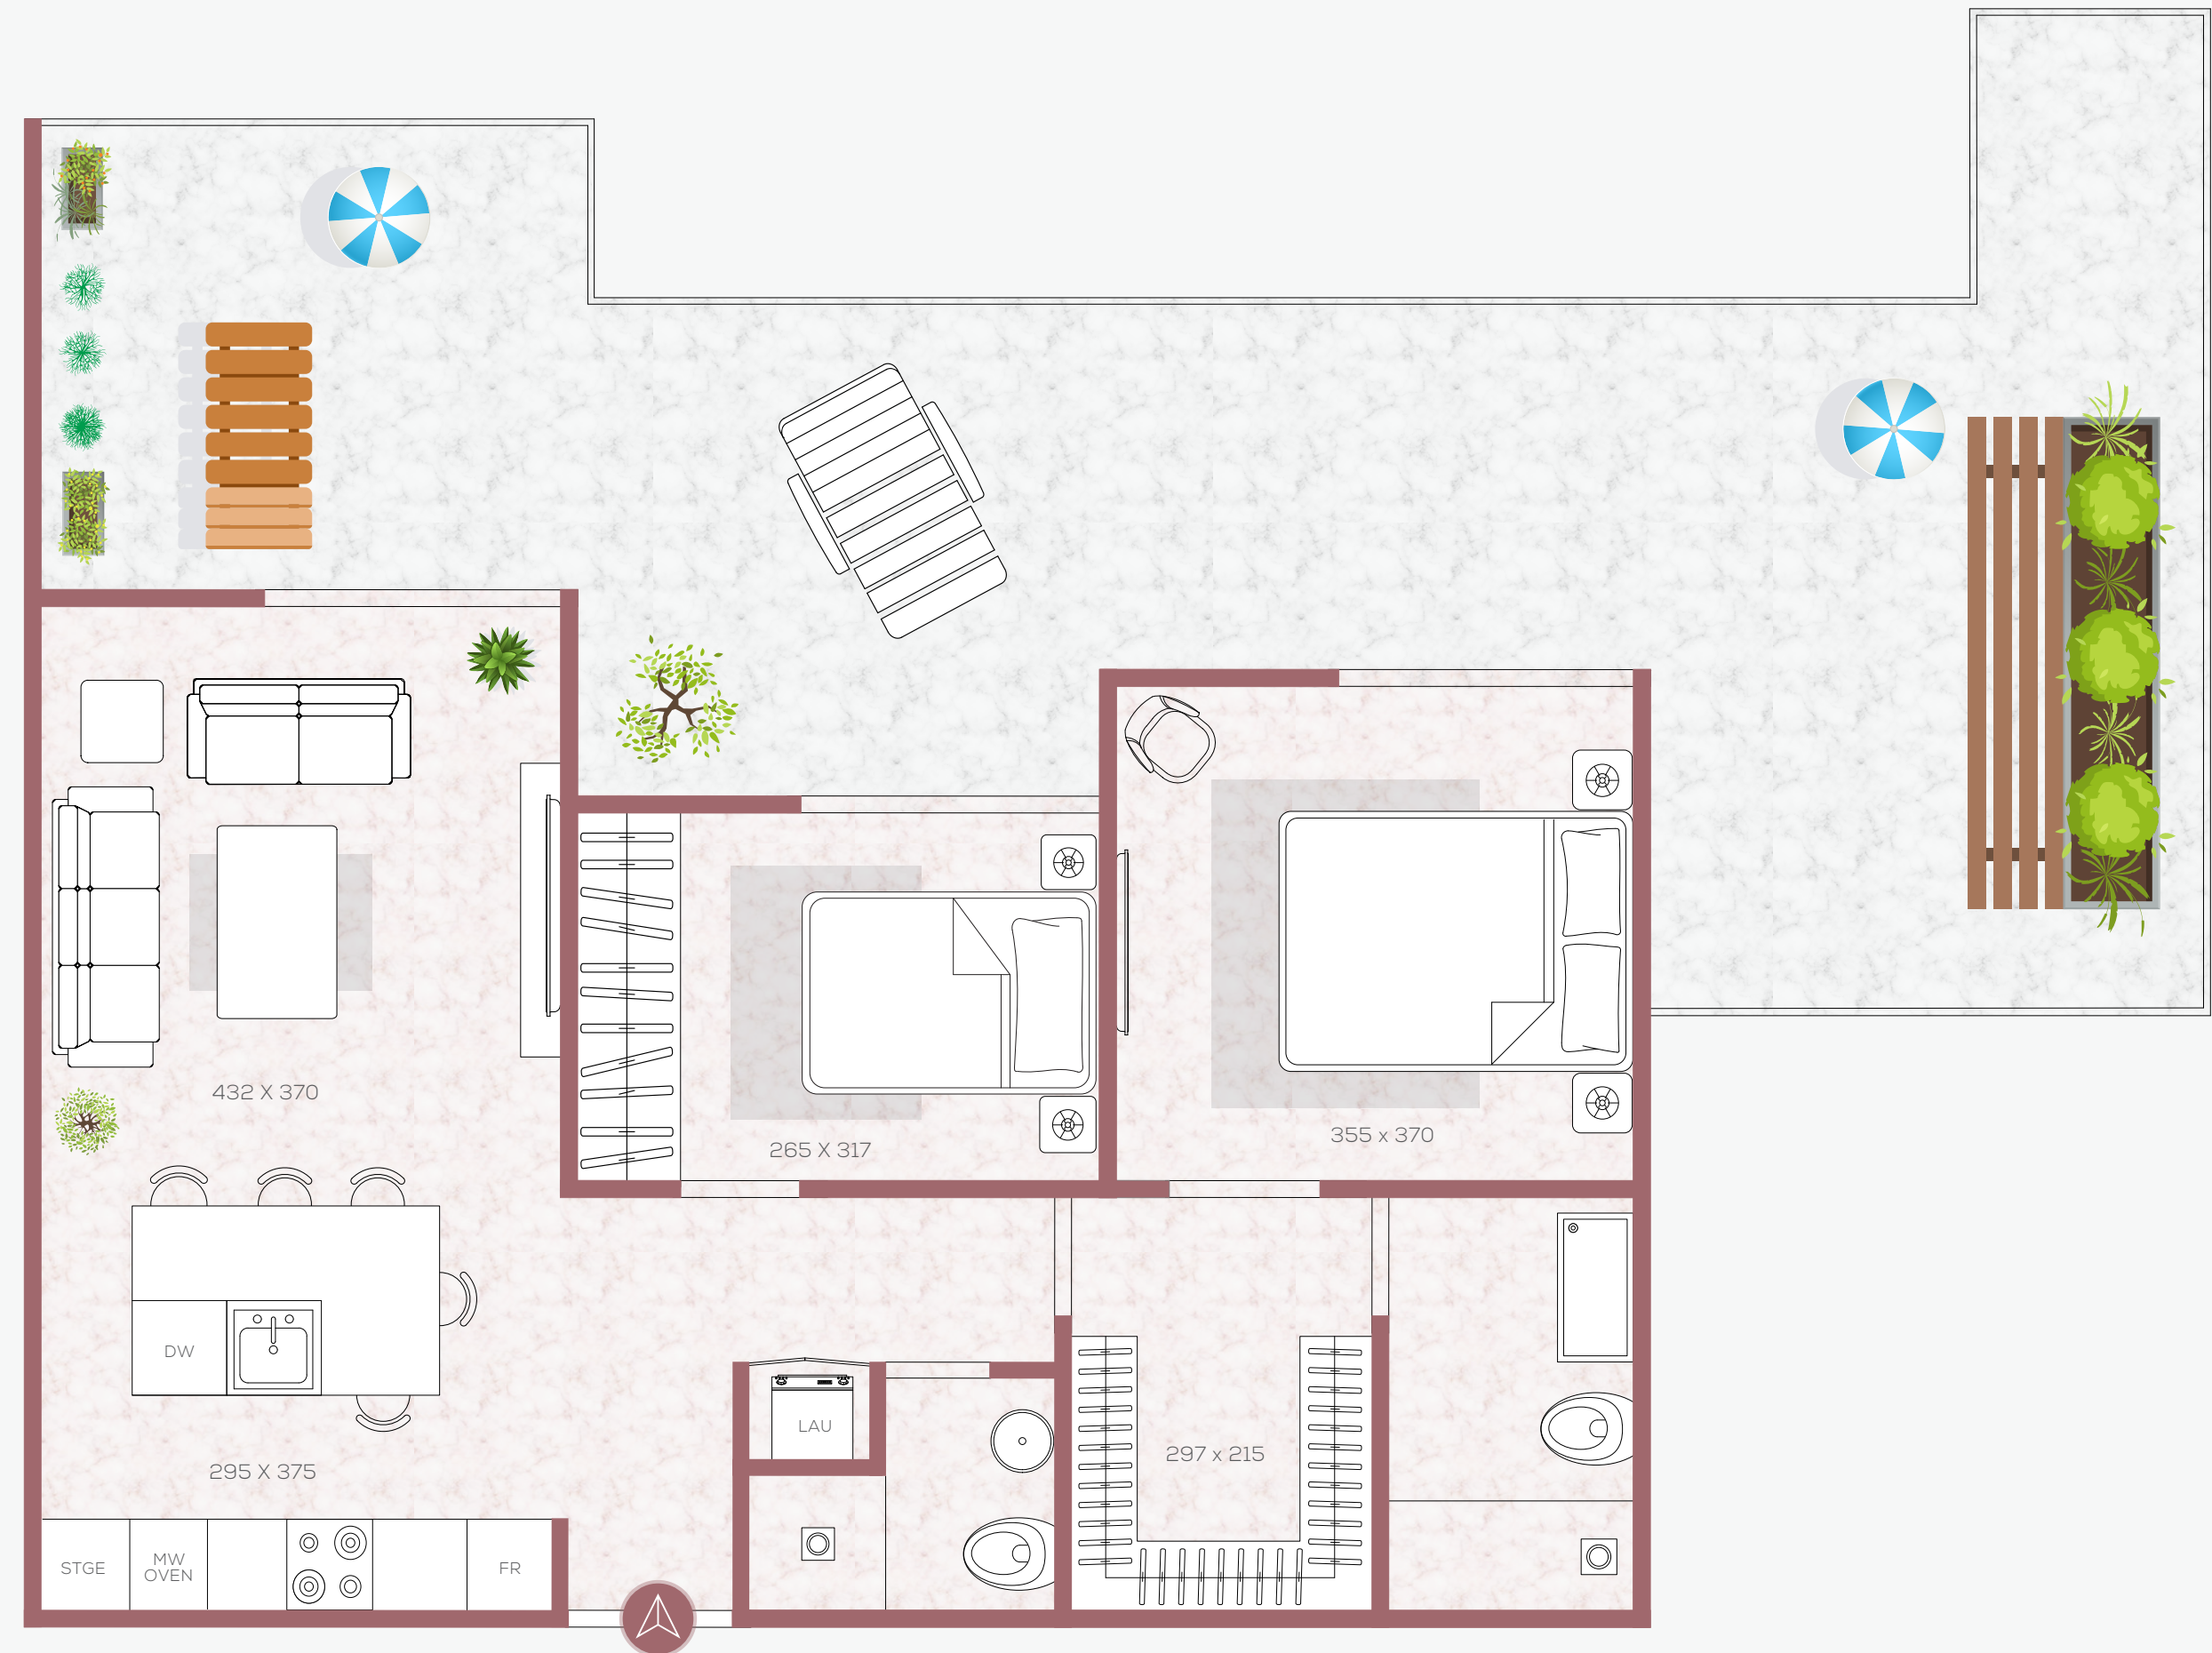 432 X 370
265 X 317
355 x 370
DW
LAU
297 x 215
295 X 375
STGE
MW
OVEN
FR